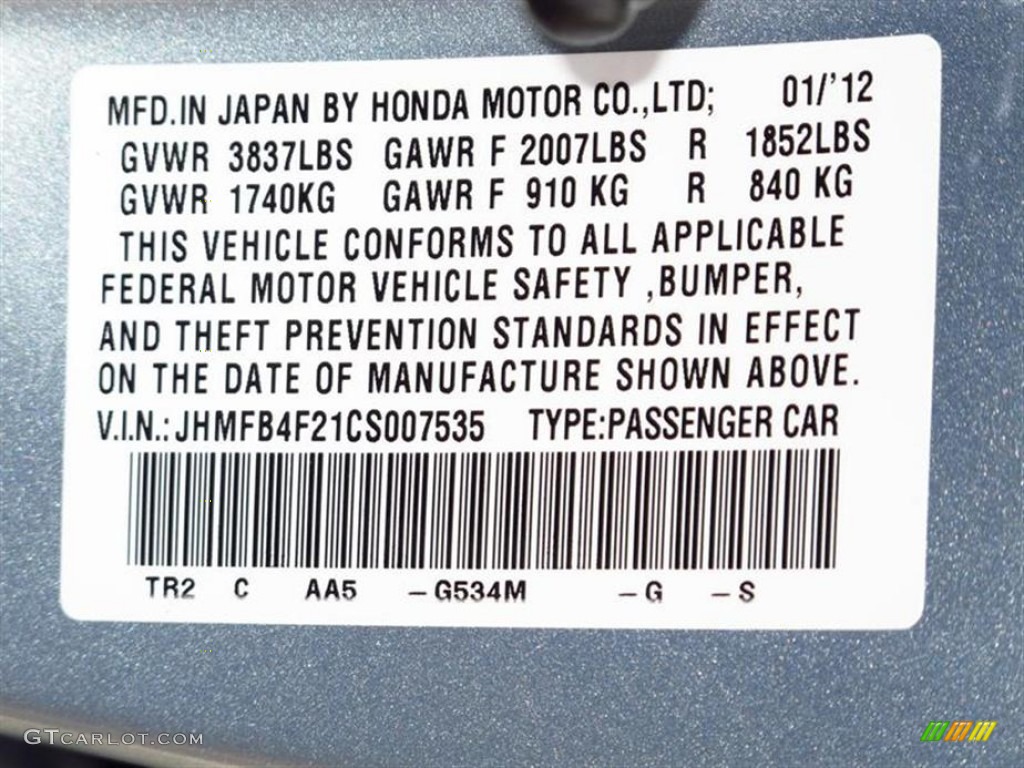 MFD.IN JAPAN BY HONDA MOTOR CO.,LTD; 01/'12
GVWR 3837LBS GAWR F 2007LBS R 1852LBS
GVWR 1740KG GAWR F 910 KG R 840 KG
THIS VEHICLE CONFORMS TO ALL APPLICABLE
FEDERAL MOTOR VEHICLE SAFETY ,BUMPER,
AND THEFT PREVENTION STANDARDS IN EFFECT
ON THE DATE OF MANUFACTURE SHOWN ABOVE.
V.I.N.:JHMFB4F21CS007535 TYPE:PASSENGER CAR
TR2 C AA5 -G534M -G -S
GTCARLOT.COM